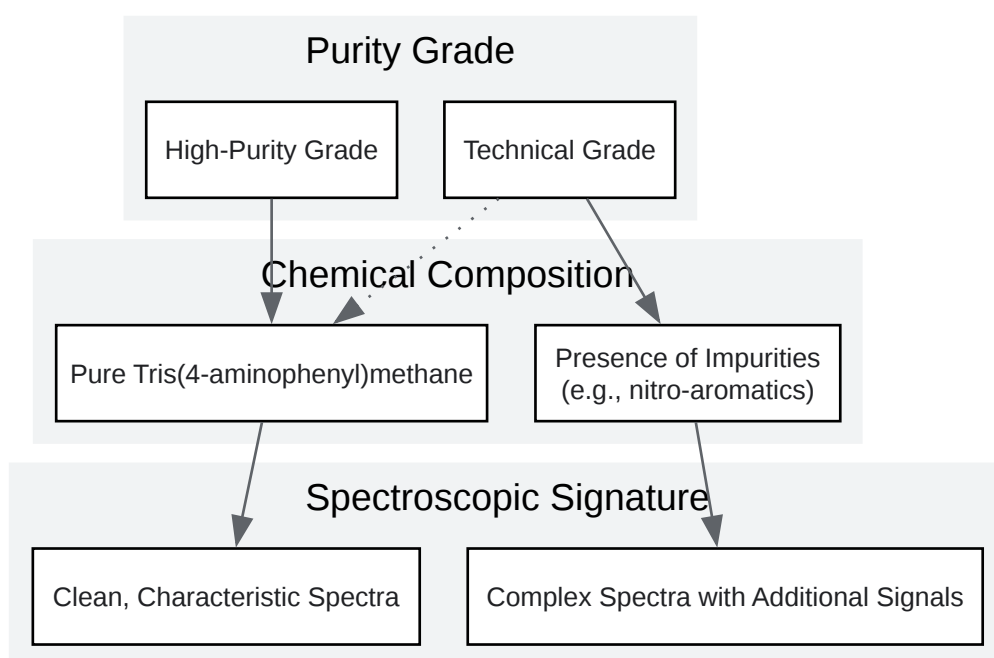 Purity Grade
High-Purity Grade
Technical Grade
Chemical Composition
Pure Tris(4-aminophenyl)methane
Presence of Impurities
(e.g., nitro-aromatics)
Spectroscopic Signature
Clean, Characteristic Spectra
Complex Spectra with Additional Signals